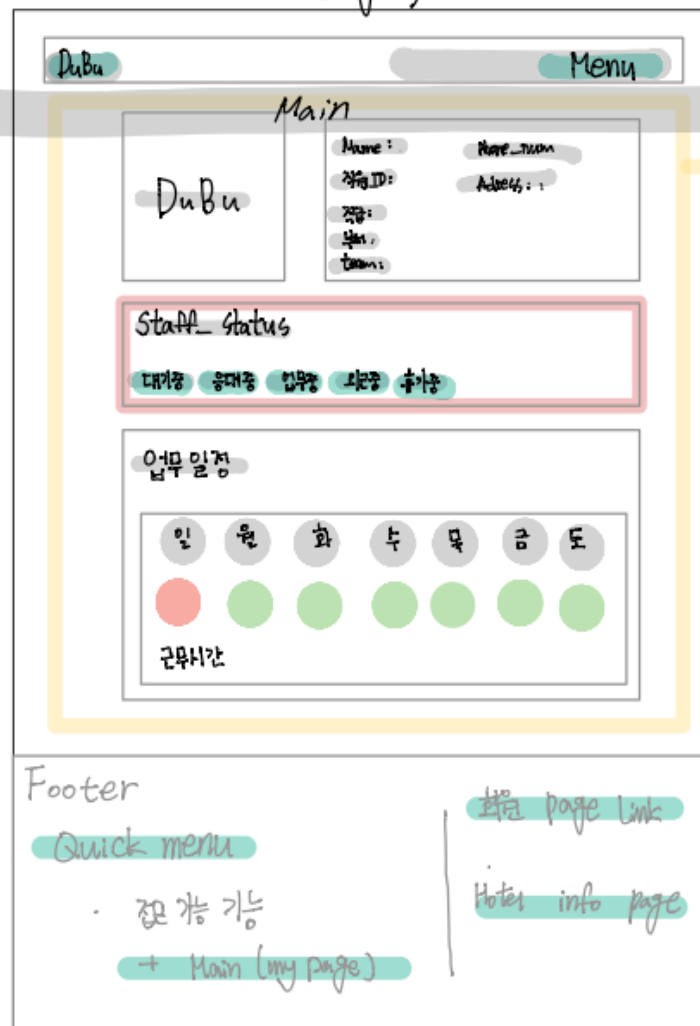 DuBu Menu
Main
DuBu
Name :
직원 ID:
직급:
부서 :
team :
Phone_num
Adress : :
Staff_ Status
대기중 응대중 업무중 외근중 휴가중
업무 일정
일 월 화 수 목 금 토
근무시간
Footer
Quick menu
· 접근 가능 기능
+ Main (my page)
회원 page link
Hotel info page